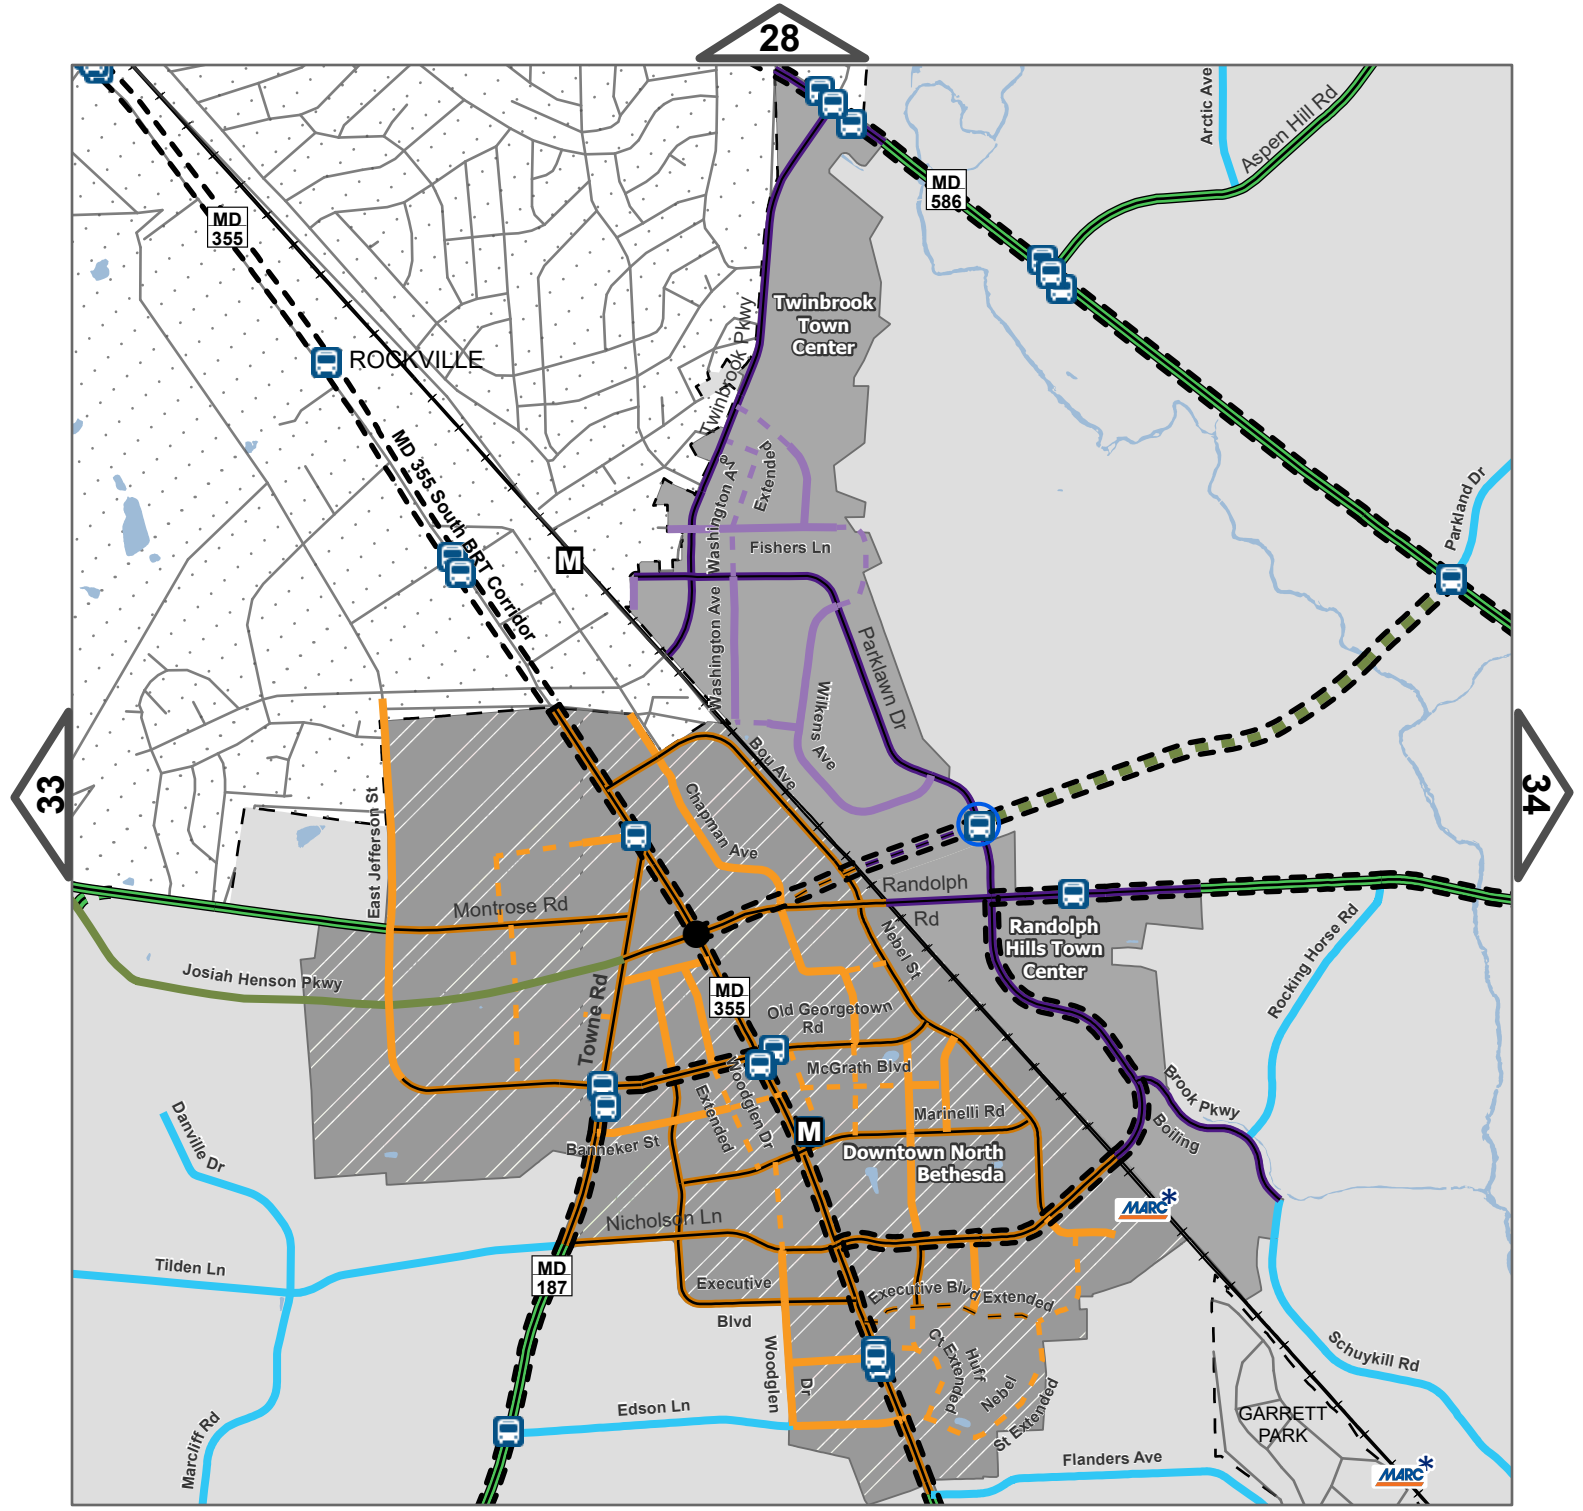 28
Arctic Ave
Aspen Hill Rd
MD
586
MD
355
Twinbrook
Town
Center
Twinbrook Pkwy
ROCKVILLE
MD 355 South BRT Corridor
Parkland Dr
Washington Ave
Extended
Fishers Ln
M
Washington Ave
Parklawn Dr
Wilkens
Ave
Bou Ave
33
34
Chapman Ave
East Jefferson St
Montrose Rd
Randolph
Rd
Randolph
Hills Town
Center
Nebel St
Rocking Horse Rd
Josiah Henson Pkwy
Towne Rd
MD
355
Old Georgetown
Rd
McGrath Blvd
Woodglen Dr
Extended
Marinelli Rd
Brook Pkwy
Boiling
Banneker St
M
Downtown North
Bethesda
Danville Dr
MARC*
Nicholson Ln
Tilden Ln
MD
187
Executive
Blvd
Executive Blvd Extended
Woodglen
Dr
Huff
Ct Extended
Nebel
St Extended
Schuykill Rd
Edson Ln
GARRETT
PARK
Marcliff Rd
Flanders Ave
MARC*